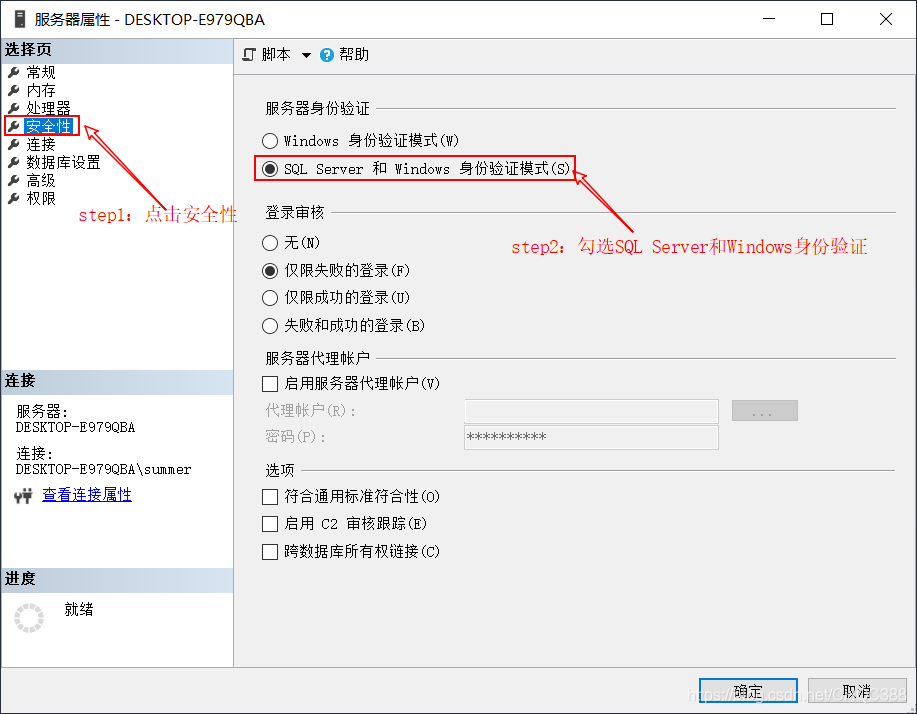 服务器属性 - DESKTOP-E979QBA
选择页
常规
内存
处理器
安全性
连接
数据库设置
高级
权限
step1: 点击安全性
连接
服务器:
DESKTOP-E979QBA
连接:
DESKTOP-E979QBA\summer
查看连接属性
进度
就绪
脚本
帮助
服务器身份验证
Windows 身份验证模式(W)
SQL Server 和 Windows 身份验证模式(S)
step2: 勾选SQL Server和Windows身份验证
登录审核
无(N)
仅限失败的登录(F)
仅限成功的登录(U)
失败和成功的登录(B)
服务器代理帐户
启用服务器代理帐户(V)
代理帐户(R):
...
密码(P):
**********
选项
符合通用标准符合性(O)
启用 C2 审核跟踪(E)
跨数据库所有权链接(C)
确定
取消